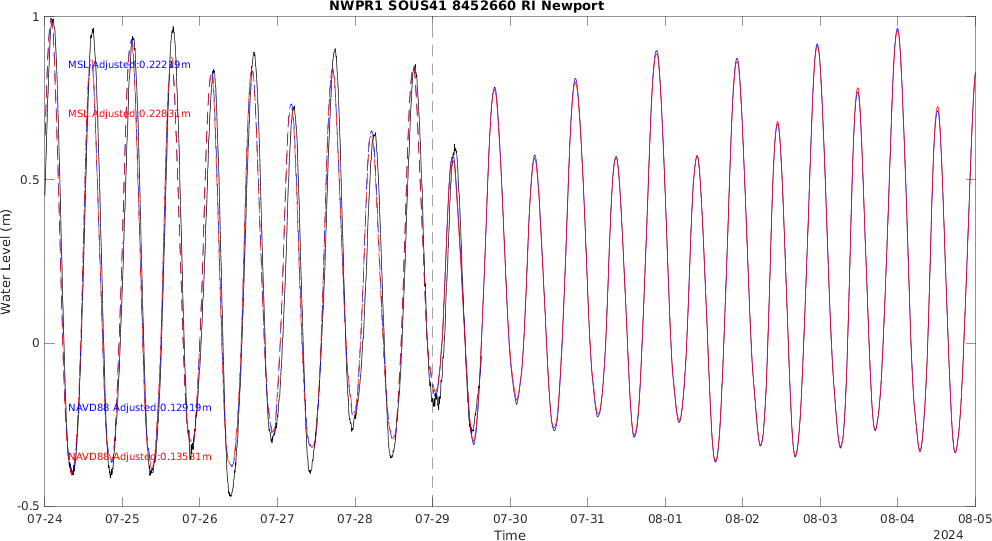 NWPR1 SOUS41 8452660 RI Newport
1
MSL Adjusted:0.22219m
MSL Adjusted:0.22831m
0.5
Water Level (m)
0
NAVD88 Adjusted:0.12919m
NAVD88 Adjusted:0.13531m
-0.5
07-24 07-25 07-26 07-27 07-28 07-29 07-30 07-31 08-01 08-02 08-03 08-04 08-05
Time
2024